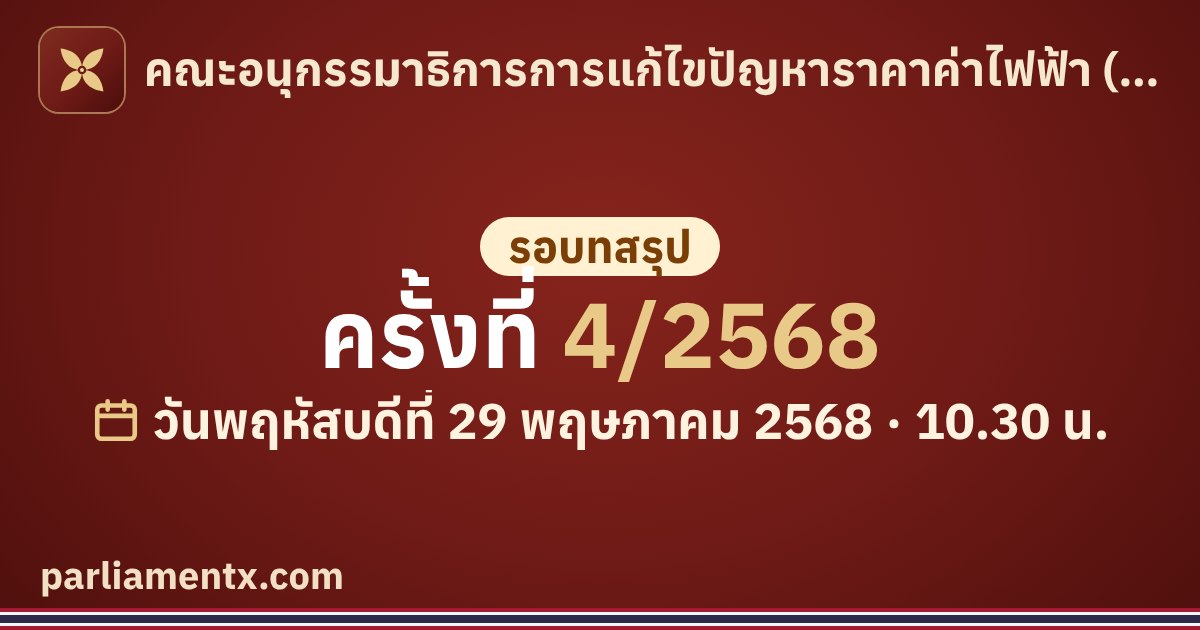 คณะอนุกรรมาธิการการแก้ไขปัญหาราคาค่าไฟฟ้า (...
รอบทสรุป
ครั้งที่ 4/2568
วันพฤหัสบดีที่ 29 พฤษภาคม 2568 · 10.30 น.
parliamentx.com